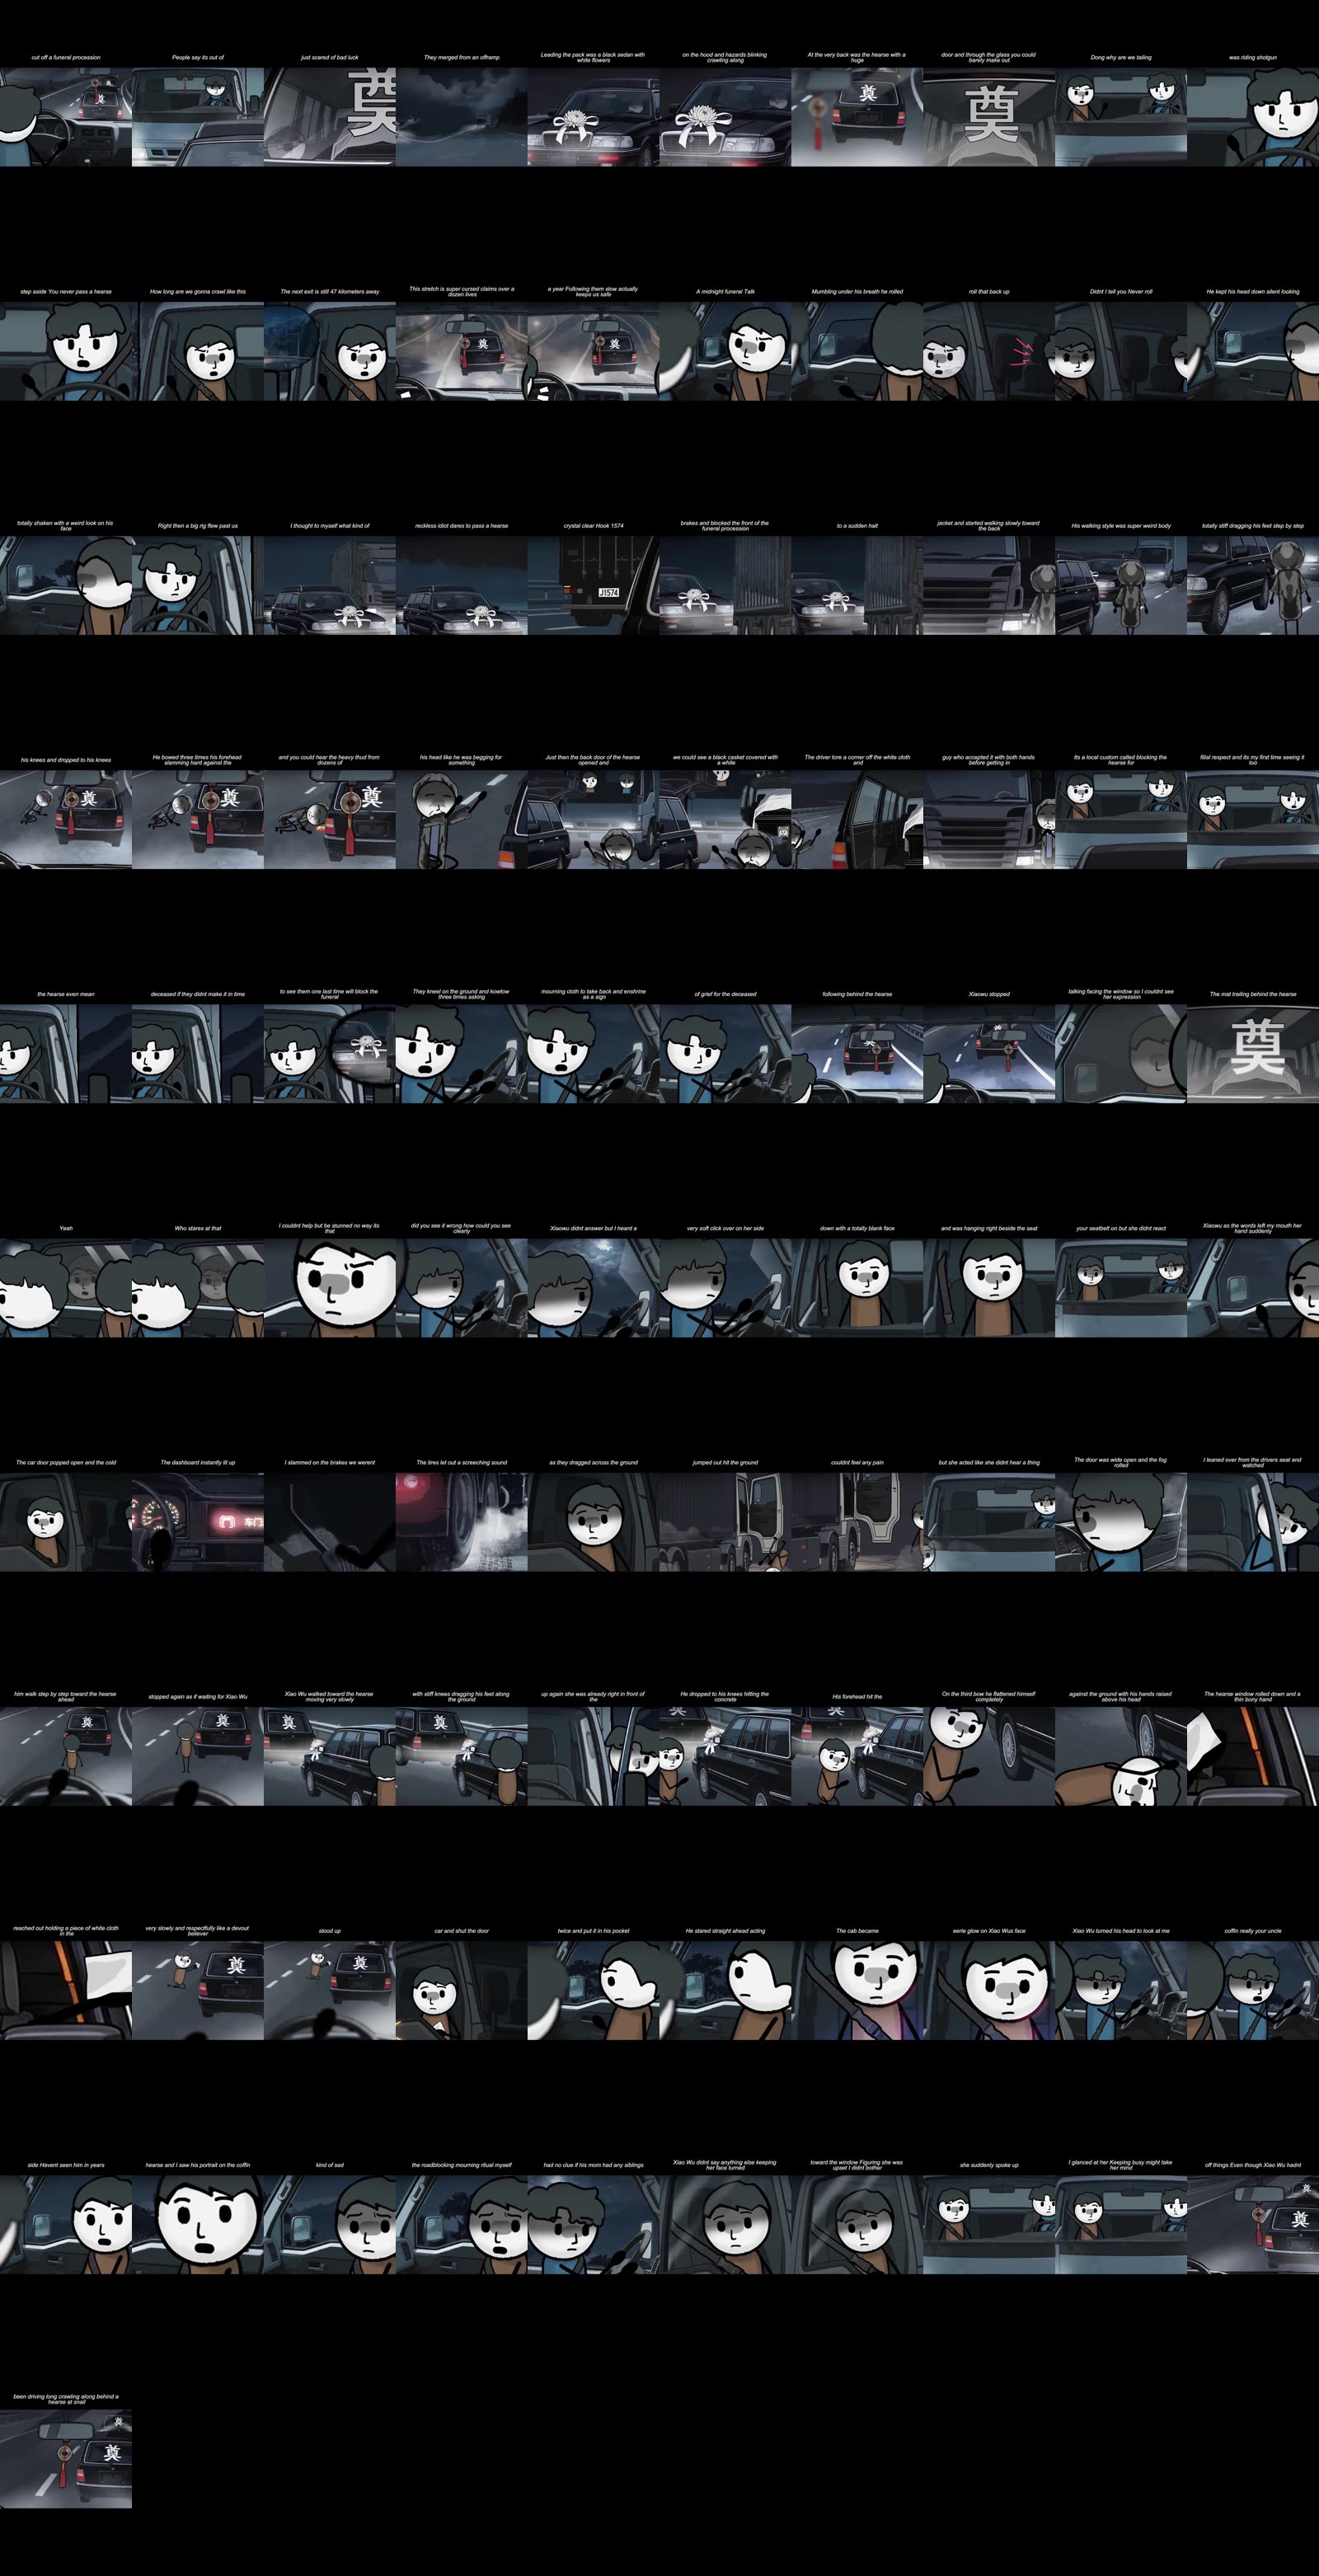 cut off a funeral procession
People say its out of
just scared of bad luck
They merged from an offramp
Leading the pack was a black sedan with
white flowers
on the hood and hazards blinking
crawling along
At the very back was the hearse with a
huge
door and through the glass you could
barely make out
Dong why are we tailing
was riding shotgun
奠
奠
奠
奠
step aside You never pass a hearse
How long are we gonna crawl like this
The next exit is still 47 kilometers away
This stretch is super cursed claims over a
dozen lives
a year Following them slow actually
keeps us safe
A midnight funeral Talk
Mumbling under his breath he rolled
roll that back up
Didnt I tell you Never roll
He kept his head down silent looking
奠
奠
totally shaken with a weird look on his
face
Right then a big rig flew past us
I thought to myself what kind of
reckless idiot dares to pass a hearse
crystal clear Hook 1574
brakes and blocked the front of the
funeral procession
to a sudden halt
jacket and started walking slowly toward
the back
His walking style was super weird body
totally stiff dragging his feet step by step
J1574
his knees and dropped to his knees
He bowed three times his forehead
slamming hard against the
and you could hear the heavy thud from
dozens of
his head like he was begging for
something
Just then the back door of the hearse
opened and
we could see a black casket covered with
a white
The driver tore a corner off the white cloth
and
guy who accepted it with both hands
before getting in
Its a local custom called blocking the
hearse for
filial respect and its my first time seeing it
too
奠
奠
奠
the hearse even mean
deceased if they didnt make it in time
to see them one last time will block the
funeral
They kneel on the ground and kowtow
three times asking
mourning cloth to take back and enshrine
as a sign
of grief for the deceased
following behind the hearse
Xiaowu stopped
talking facing the window so I couldnt see
her expression
The mat trailing behind the hearse
奠
Yeah
Who stares at that
I couldnt help but be stunned no way its
that
did you see it wrong how could you see
clearly
Xiaowu didnt answer but I heard a
very soft click over on her side
down with a totally blank face
and was hanging right beside the seat
your seatbelt on but she didnt react
Xiaowu as the words left my mouth her
hand suddenly
The car door popped open and the cold
The dashboard instantly lit up
I slammed on the brakes we werent
The tires let out a screeching sound
as they dragged across the ground
jumped out hit the ground
couldnt feel any pain
but she acted like she didnt hear a thing
The door was wide open and the fog
rolled
I leaned over from the drivers seat and
watched
车门
him walk step by step toward the hearse
ahead
stopped again as if waiting for Xiao Wu
Xiao Wu walked toward the hearse
moving very slowly
with stiff knees dragging his feet along
the ground
up again she was already right in front of
the
He dropped to his knees hitting the
concrete
His forehead hit the
On the third bow he flattened himself
completely
against the ground with his hands raised
above his head
The hearse window rolled down and a
thin bony hand
奠
奠
奠
奠
reached out holding a piece of white cloth
in the
very slowly and respectfully like a devout
believer
stood up
car and shut the door
twice and put it in his pocket
He stared straight ahead acting
The cab became
eerie glow on Xiao Wus face
Xiao Wu turned his head to look at me
coffin really your uncle
奠
奠
side Havent seen him in years
hearse and I saw his portrait on the coffin
kind of sad
the roadblocking mourning ritual myself
had no clue if his mom had any siblings
Xiao Wu didnt say anything else keeping
her face turned
toward the window Figuring she was
upset I didnt bother
she suddenly spoke up
I glanced at her Keeping busy might take
her mind
off things Even though Xiao Wu hadnt
奠
been driving long crawling along behind a
hearse at snail
奠
奠